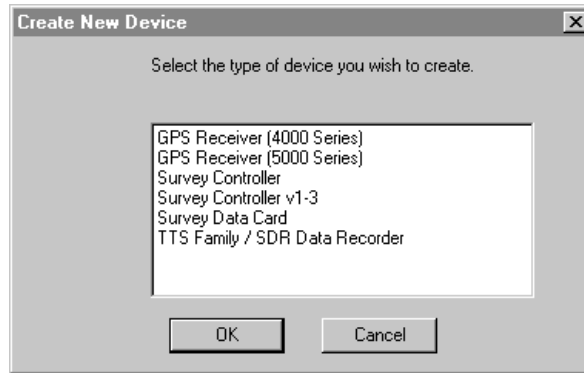 Create New Device
Select the type of device you wish to create.
GPS Receiver (4000 Series)
GPS Receiver (5000 Series)
Survey Controller
Survey Controller v1-3
Survey Data Card
TTS Family / SDR Data Recorder
OK Cancel